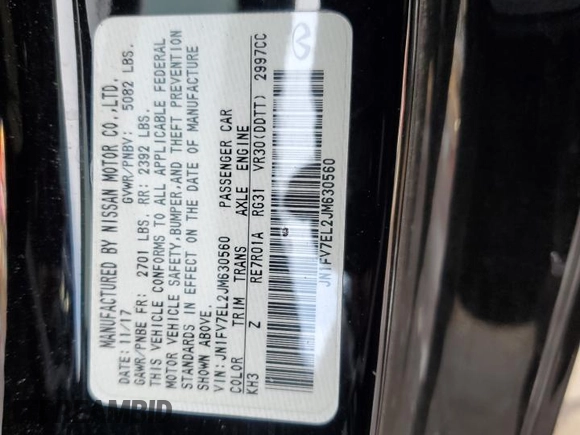 MANUFACTURED BY NISSAN MOTOR CO.,LTD.
DATE: 11/17 GVWR/PNBV: 5082 LBS.
GAWR/PNBE FR: 2701 LBS. RR: 2392 LBS.
THIS VEHICLE CONFORMS TO ALL APPLICABLE FEDERAL
MOTOR VEHICLE SAFETY,BUMPER,AND THEFT PREVENTION
STANDARDS IN EFFECT ON THE DATE OF MANUFACTURE
SHOWN ABOVE.
VIN: JN1FV7EL2JM630560 PASSENGER CAR
COLOR TRIM TRANS AXLE ENGINE
KH3 Z RE7R01A RG31 VR30(DDTT) 2997CC
JN1FV7EL2JM630560